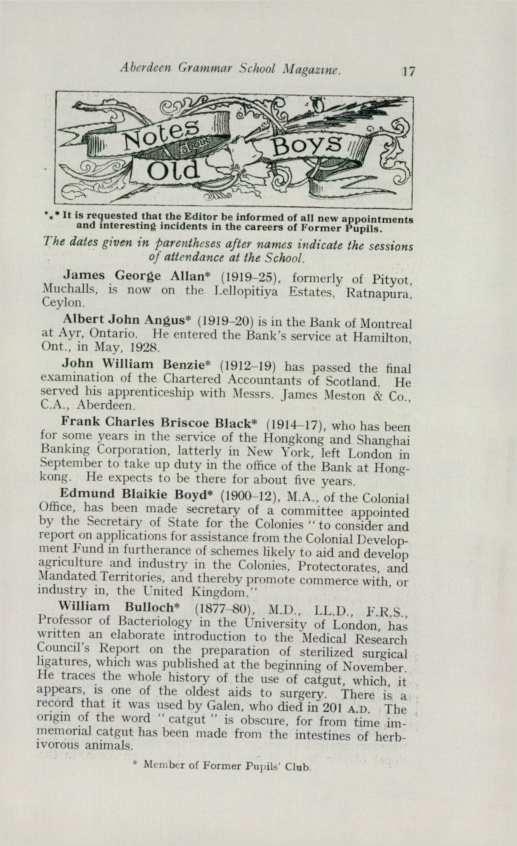 Aberdeen Grammar School Magazine. 17
Notes
About
Old
Boys
*⁎* It is requested that the Editor be informed of all new appointments
and interesting incidents in the careers of Former Pupils.
The dates given in parentheses after names indicate the sessions
of attendance at the School.
James George Allan* (1919–25), formerly of Pityot,
Muchalls, is now on the Lellopitiya Estates, Ratnapura,
Ceylon.
Albert John Angus* (1919–20) is in the Bank of Montreal
at Ayr, Ontario. He entered the Bank's service at Hamilton,
Ont., in May, 1928.
John William Benzie* (1912–19) has passed the final
examination of the Chartered Accountants of Scotland. He
served his apprenticeship with Messrs. James Meston & Co.,
C.A., Aberdeen.
Frank Charles Briscoe Black* (1914–17), who has been
for some years in the service of the Hongkong and Shanghai
Banking Corporation, latterly in New York, left London in
September to take up duty in the office of the Bank at Hong-
kong. He expects to be there for about five years.
Edmund Blaikie Boyd* (1900–12), M.A., of the Colonial
Office, has been made secretary of a committee appointed
by the Secretary of State for the Colonies "to consider and
report on applications for assistance from the Colonial Develop-
ment Fund in furtherance of schemes likely to aid and develop
agriculture and industry in the Colonies, Protectorates, and
Mandated Territories, and thereby promote commerce with, or
industry in, the United Kingdom."
William Bulloch* (1877–80), M.D., LL.D., F.R.S.,
Professor of Bacteriology in the University of London, has
written an elaborate introduction to the Medical Research
Council's Report on the preparation of sterilized surgical
ligatures, which was published at the beginning of November.
He traces the whole history of the use of catgut, which, it
appears, is one of the oldest aids to surgery. There is a
record that it was used by Galen, who died in 201 A.D. The
origin of the word "catgut" is obscure, for from time im-
memorial catgut has been made from the intestines of herb-
ivorous animals.
* Member of Former Pupils' Club.